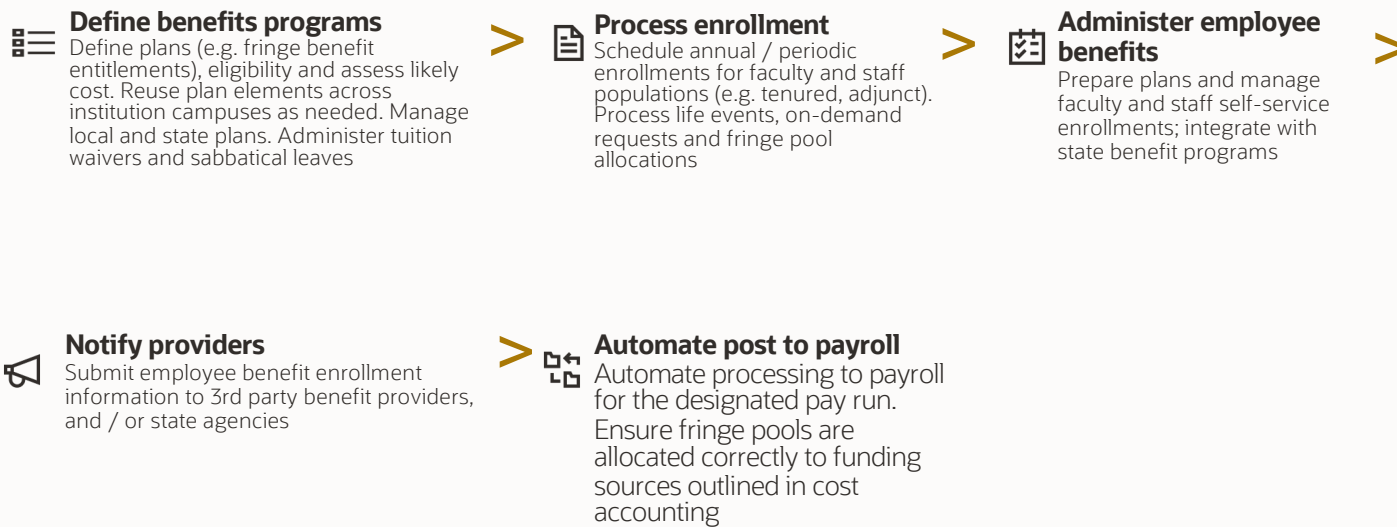 Define benefits programs
Define plans (e.g. fringe benefit
entitlements), eligibility and assess likely
cost. Reuse plan elements across
institution campuses as needed. Manage
local and state plans. Administer tuition
waivers and sabbatical leaves
>
Process enrollment
Schedule annual / periodic
enrollments for faculty and staff
populations (e.g. tenured, adjunct).
Process life events, on-demand
requests and fringe pool
allocations
>
Administer employee
benefits
Prepare plans and manage
faculty and staff self-service
enrollments; integrate with
state benefit programs
>
Notify providers
Submit employee benefit enrollment
information to 3rd party benefit providers,
and / or state agencies
>
Automate post to payroll
Automate processing to payroll
for the designated pay run.
Ensure fringe pools are
allocated correctly to funding
sources outlined in cost
accounting